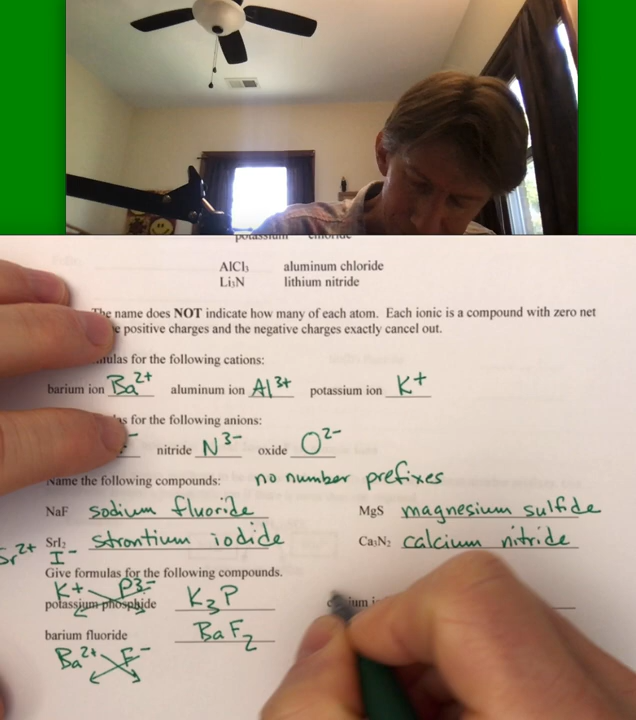 potassium chloride
AlCl₃ aluminum chloride
Li₃N lithium nitride
The name does NOT indicate how many of each atom. Each ionic is a compound with zero net
positive charges and the negative charges exactly cancel out.
for the following cations:
barium ion Ba²⁺ aluminum ion Al³⁺ potassium ion K⁺
for the following anions:
nitride N³⁻ oxide O²⁻
Name the following compounds: no number prefixes
NaF sodium fluoride MgS magnesium sulfide
SrI₂ strontium iodide Ca₃N₂ calcium nitride
Sr²⁺ I⁻
Give formulas for the following compounds.
K⁺ P³⁻
potassium phosphide K₃P
barium fluoride BaF₂
Ba²⁺ F⁻